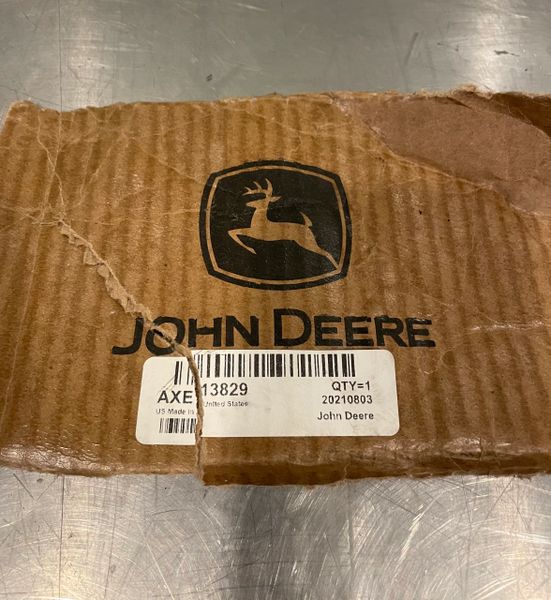 JOHN DEERE
AXE 13829 QTY=1
US Made In United States 20210803
John Deere